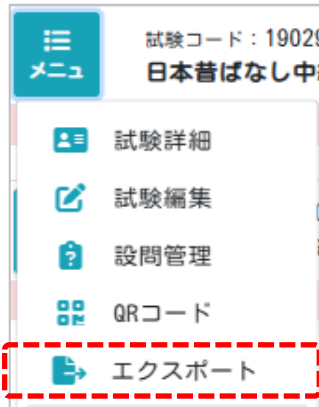 メニュー
試験コード：19029
日本昔ばなし中
試験詳細
試験編集
設問管理
QRコード
エクスポート